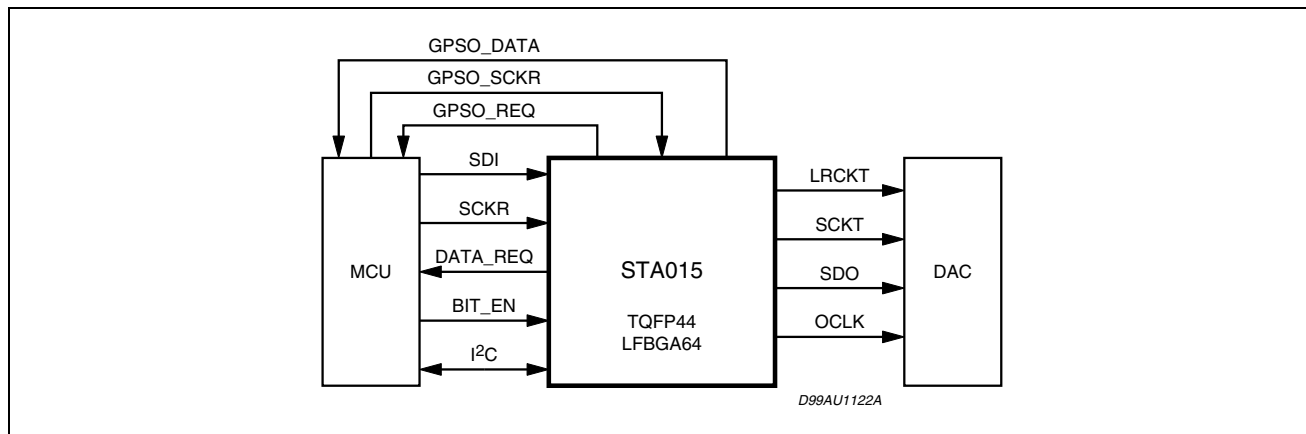 GPSO_DATA
GPSO_SCKR
GPSO_REQ
SDI
SCKR
DATA_REQ
BIT_EN
I²C
MCU
STA015
TQFP44
LFBGA64
LRCKT
SCKT
SDO
OCLK
DAC
D99AU1122A